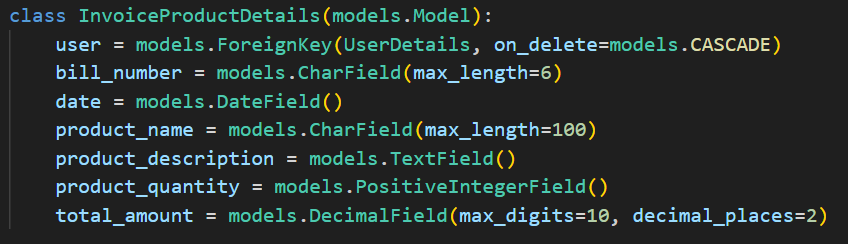 class InvoiceProductDetails(models.Model):
    user = models.ForeignKey(UserDetails, on_delete=models.CASCADE)
    bill_number = models.CharField(max_length=6)
    date = models.DateField()
    product_name = models.CharField(max_length=100)
    product_description = models.TextField()
    product_quantity = models.PositiveIntegerField()
    total_amount = models.DecimalField(max_digits=10, decimal_places=2)